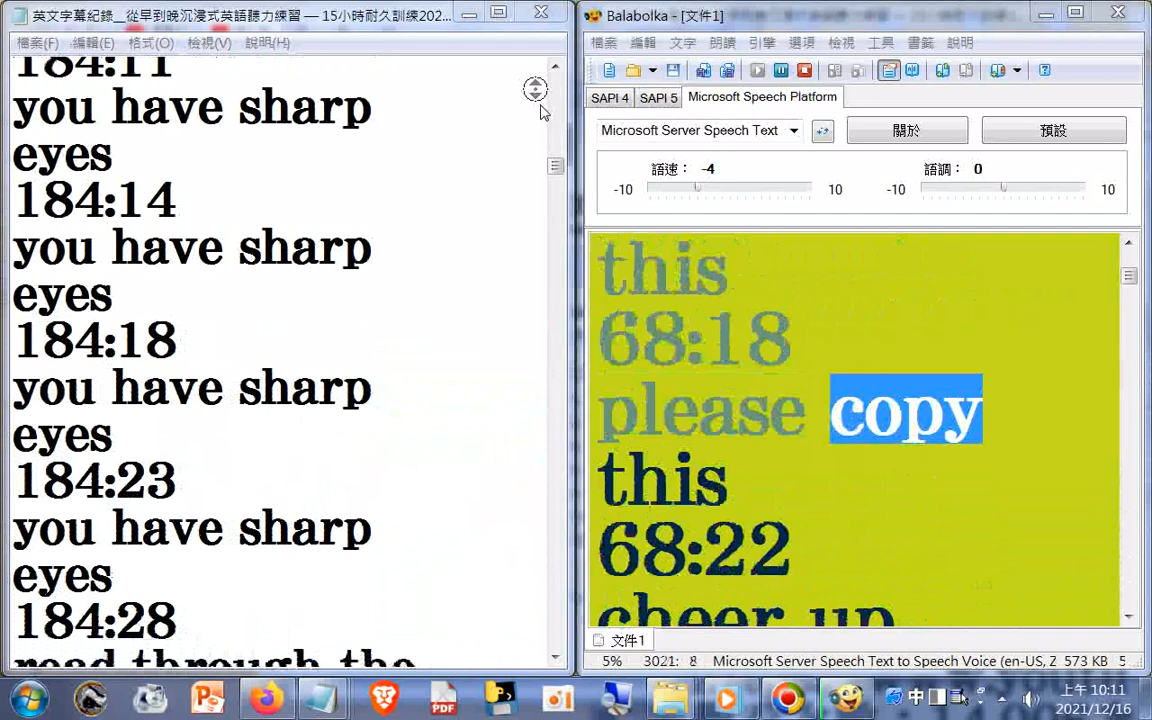 英文字幕紀錄__從早到晚沉浸式英語聽力練習 — 15小時耐久訓練202...
檔案(F) 編輯(E) 格式(O) 檢視(V) 說明(H)
184:11
you have sharp
eyes
184:14
you have sharp
eyes
184:18
you have sharp
eyes
184:23
you have sharp
eyes
184:28
read through the
Balabolka - [文件1]
檔案 編輯 文字 朗讀 引擎 選項 檢視 工具 書籤 說明
SAPI 4 SAPI 5 Microsoft Speech Platform
Microsoft Server Speech Text 關於 預設
語速： -4 語調： 0
-10 10 -10 10
this
68:18
please copy
this
68:22
cheer up
文件1
5% 3021: 8 Microsoft Server Speech Text to Speech Voice (en-US, Z 573 KB 5
中 上午 10:11
2021/12/16